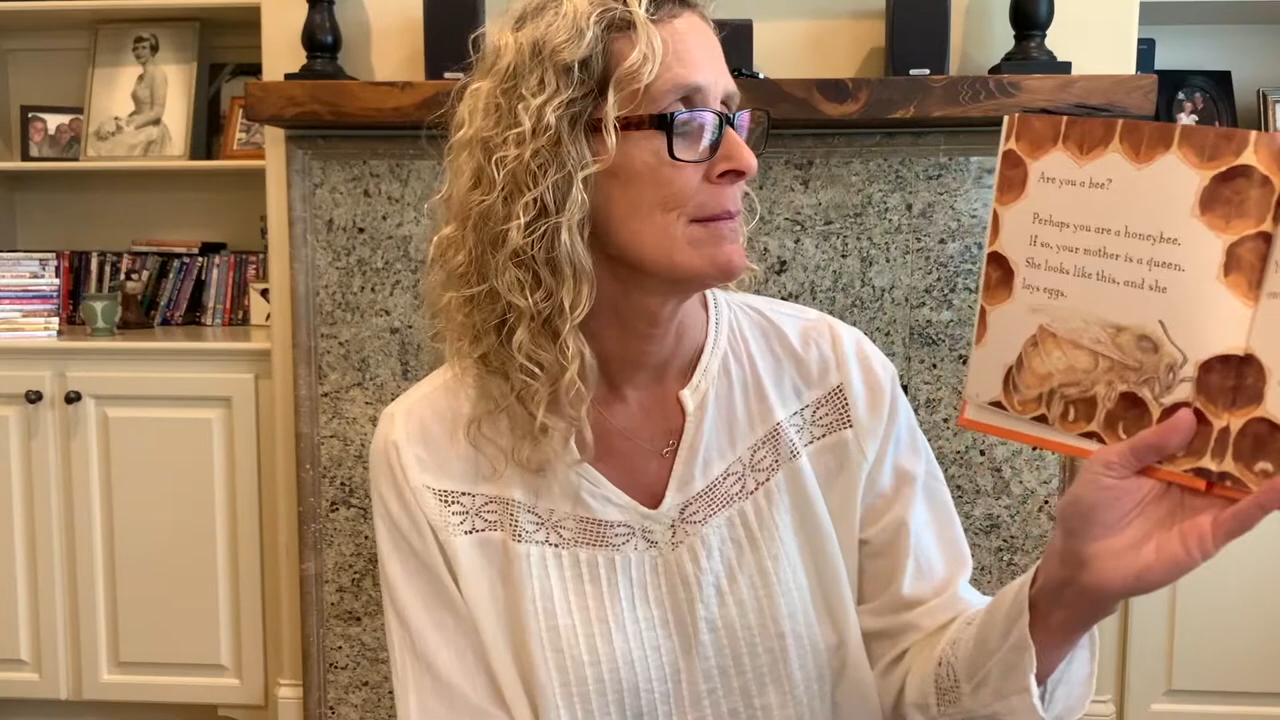 Are you a bee?
Perhaps you are a honeybee.
If so, your mother is a queen.
She looks like this, and she
lays eggs.